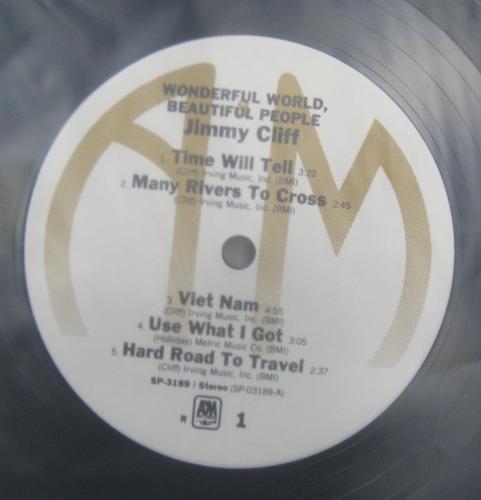 WONDERFUL WORLD,
BEAUTIFUL PEOPLE
Jimmy Cliff
1. Time Will Tell 3:22
(Cliff) Irving Music, Inc. (BMI)
2. Many Rivers To Cross 2:45
(Cliff) Irving Music, Inc. (BMI)
3. Viet Nam 4:55
(Cliff) Irving Music, Inc. (BMI)
4. Use What I Got 3:05
(Holliday) Metric Music Co. (BMI)
5. Hard Road To Travel 2:37
(Cliff) Irving Music, Inc. (BMI)
SP-3189 / Stereo (SP-03189-A)
R A&M 1